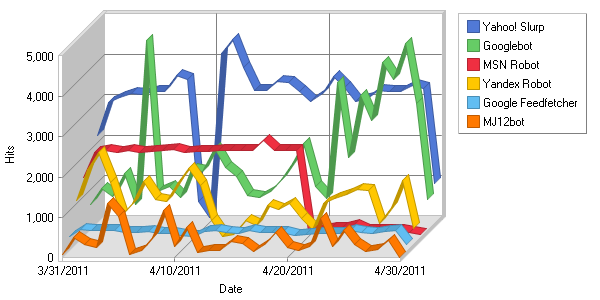 Hits
5,000
4,000
3,000
2,000
1,000
0
3/31/2011
4/10/2011
4/20/2011
4/30/2011
Date
Yahoo! Slurp
Googlebot
MSN Robot
Yandex Robot
Google Feedfetcher
MJ12bot